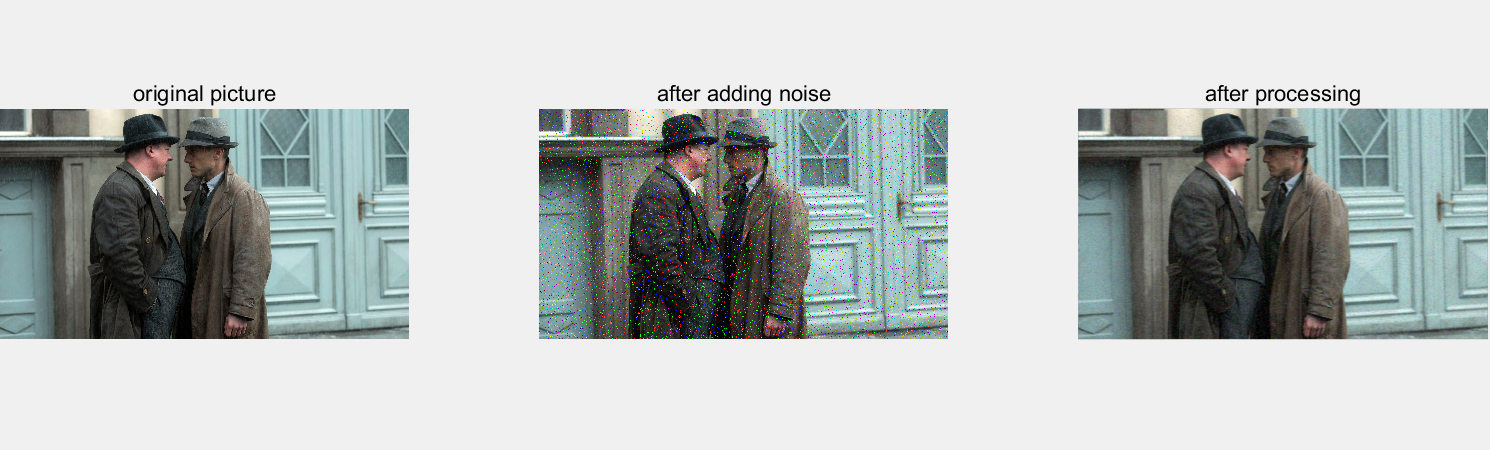 original picture
after adding noise
after processing